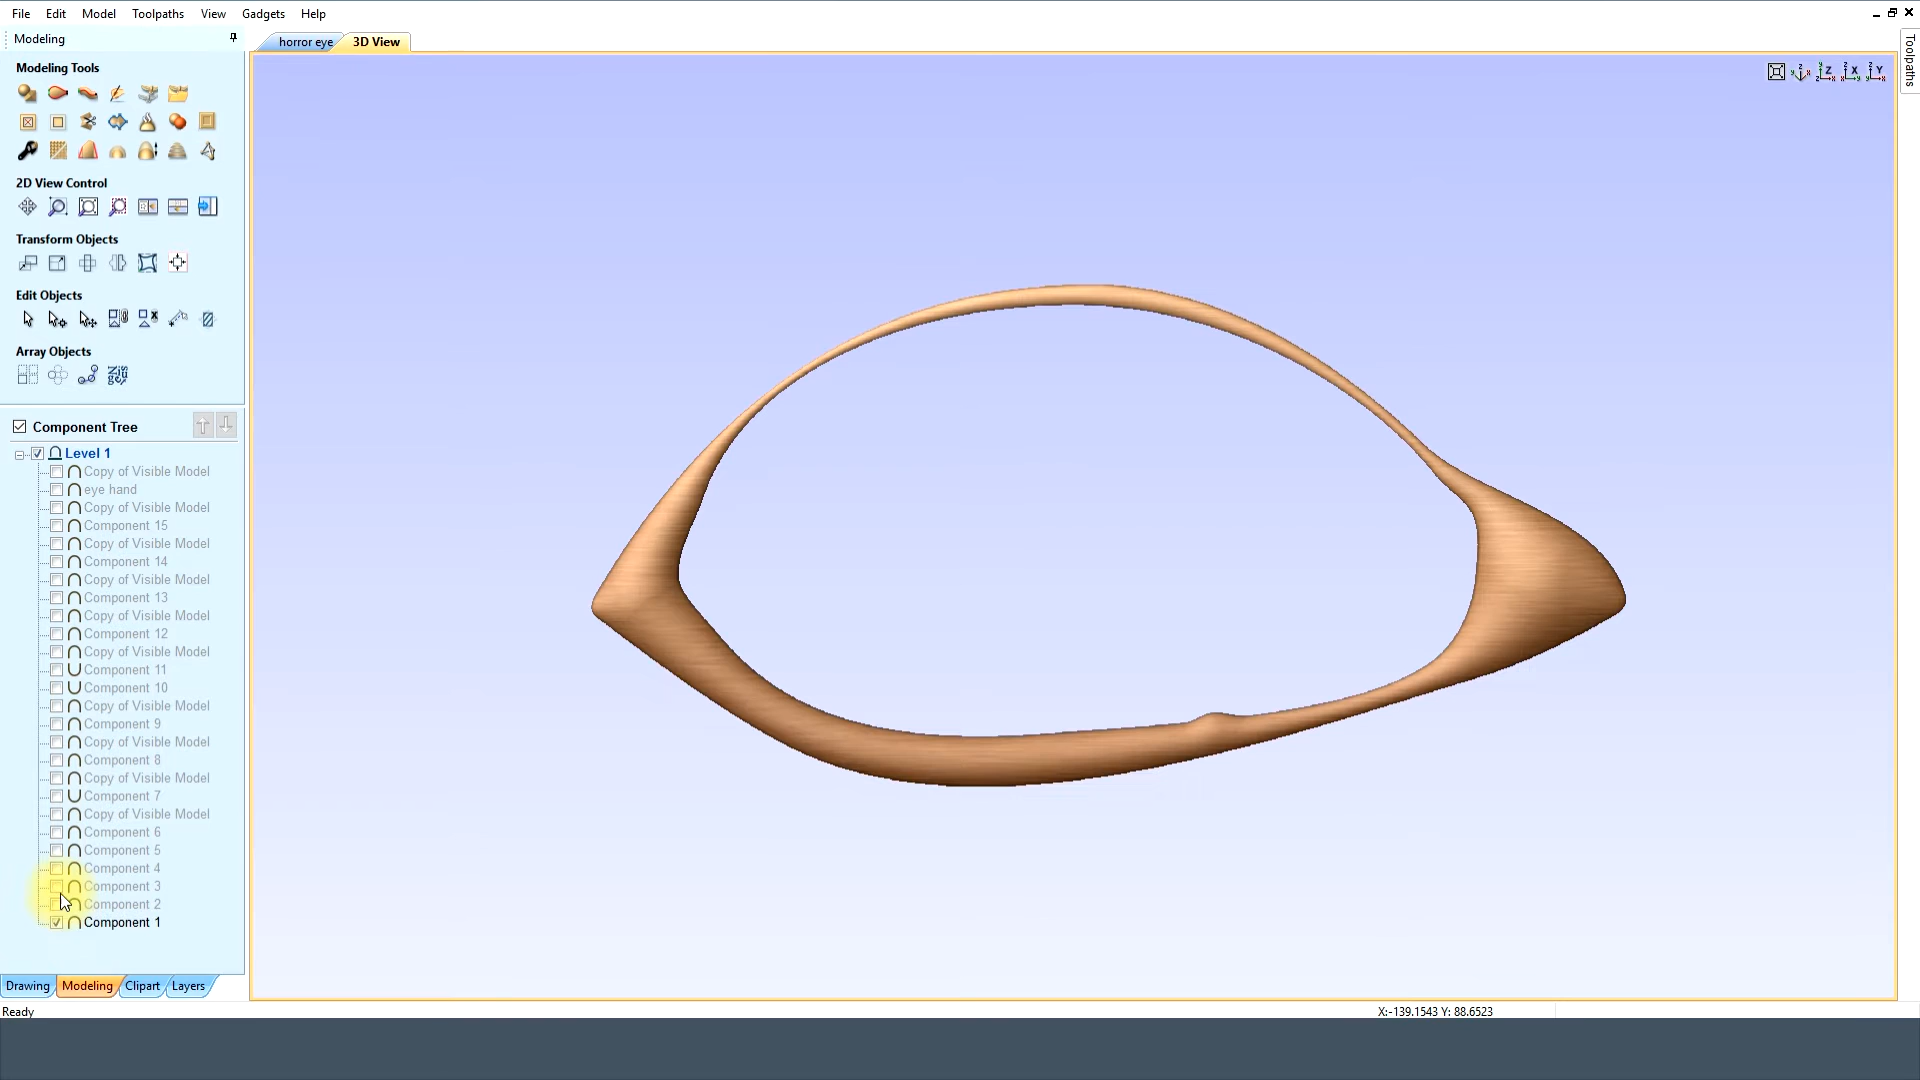 File Edit Model Toolpaths View Gadgets Help
Modeling
horror eye 3D View
Toolpaths
Modeling Tools
2D View Control
Transform Objects
Edit Objects
Array Objects
Component Tree
Level 1
Copy of Visible Model
eye hand
Copy of Visible Model
Component 15
Copy of Visible Model
Component 14
Copy of Visible Model
Component 13
Copy of Visible Model
Component 12
Copy of Visible Model
Component 11
Component 10
Copy of Visible Model
Component 9
Copy of Visible Model
Component 8
Copy of Visible Model
Component 7
Copy of Visible Model
Component 6
Component 5
Component 4
Component 3
Component 2
Component 1
Drawing Modeling Clipart Layers
Ready
X:-139.1543 Y: 88.6523